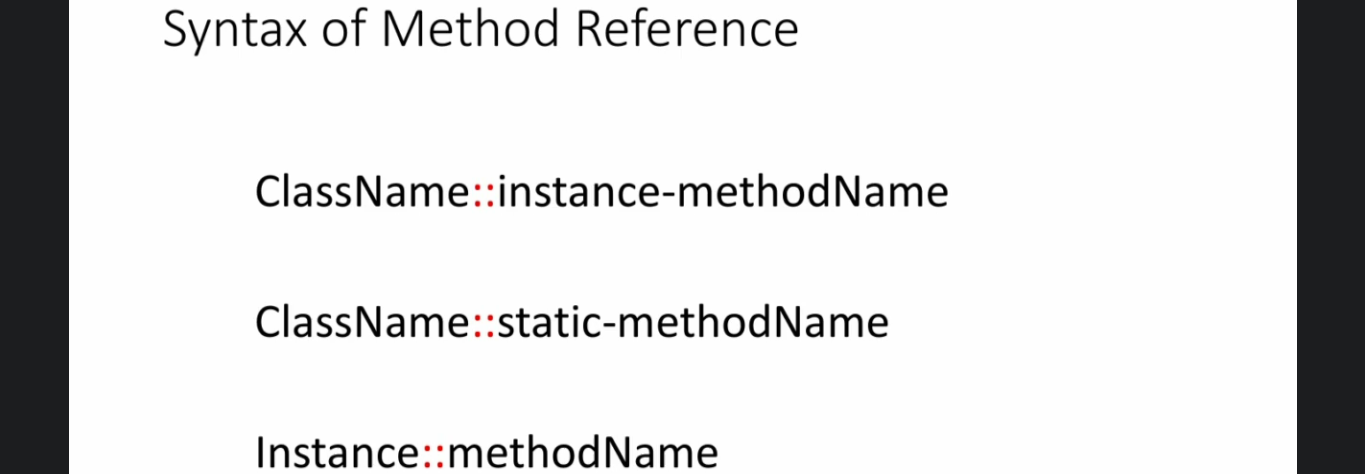 Syntax of Method Reference
ClassName::instance-methodName
ClassName::static-methodName
Instance::methodName